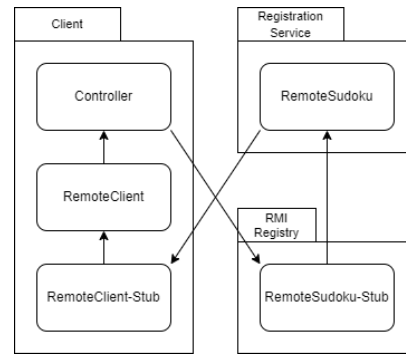 Client
Registration
Service
Controller
RemoteSudoku
RemoteClient
RMI
Registry
RemoteClient-Stub
RemoteSudoku-Stub